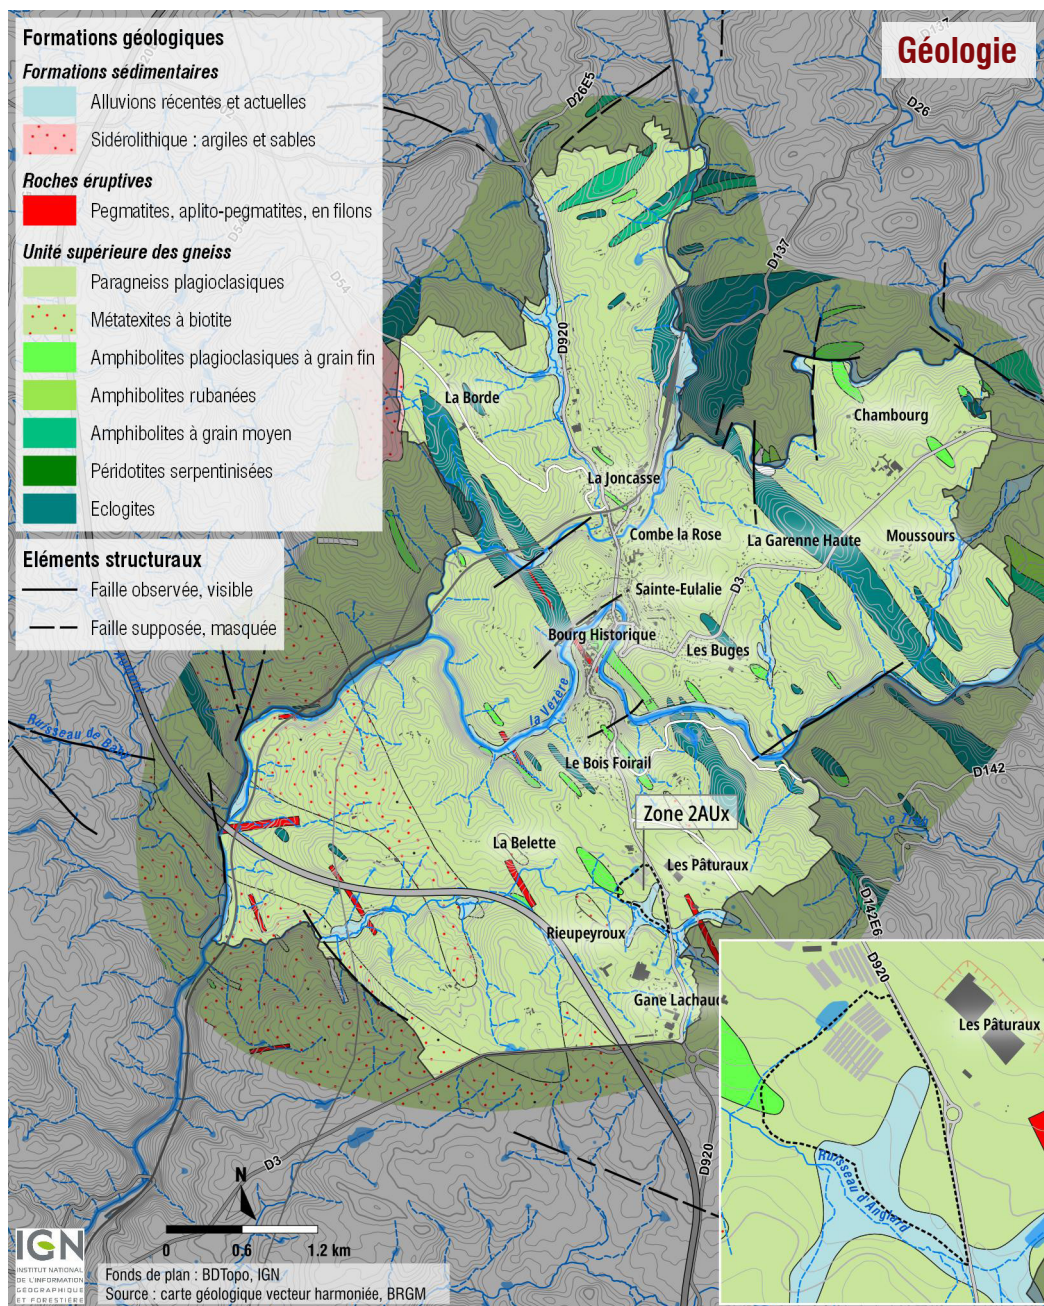 Géologie
Formations géologiques
Formations sédimentaires
Alluvions récentes et actuelles
Sidérolithique : argiles et sables
Roches éruptives
Pegmatites, aplito-pegmatites, en filons
Unité supérieure des gneiss
Paragneiss plagioclasiques
Métatexites à biotite
Amphibolites plagioclasiques à grain fin
Amphibolites rubanées
Amphibolites à grain moyen
Péridotites serpentinisées
Eclogites
Eléments structuraux
Faille observée, visible
Faille supposée, masquée
D26E5
D137
D26
D137
D54
D920
La Borde
Chambourg
La Joncasse
Combe la Rose
La Garenne Haute
Moussours
Sainte-Eulalie
D3
Bourg Historique
Les Buges
la Vézère
Ruisseau de Bab
Le Bois Foirail
D142
Zone 2AUx
La Belette
Les Pâturaux
D142E6
Rieupeyroux
Gane Lachaud
D920
Les Pâturaux
Ruisseau d'Anglard
D920
D3
N
0 0.6 1.2 km
IGN
INSTITUT NATIONAL
DE L'INFORMATION
GÉOGRAPHIQUE
ET FORESTIÈRE
Fonds de plan : BDTopo, IGN
Source : carte géologique vecteur harmoniée, BRGM